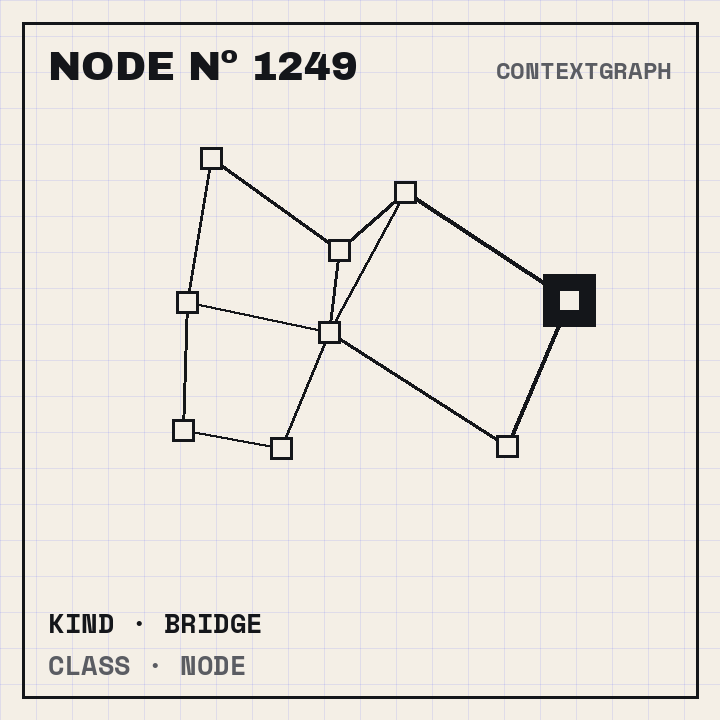 NODE Nº 1249
CONTEXTGRAPH
KIND · BRIDGE
CLASS · NODE